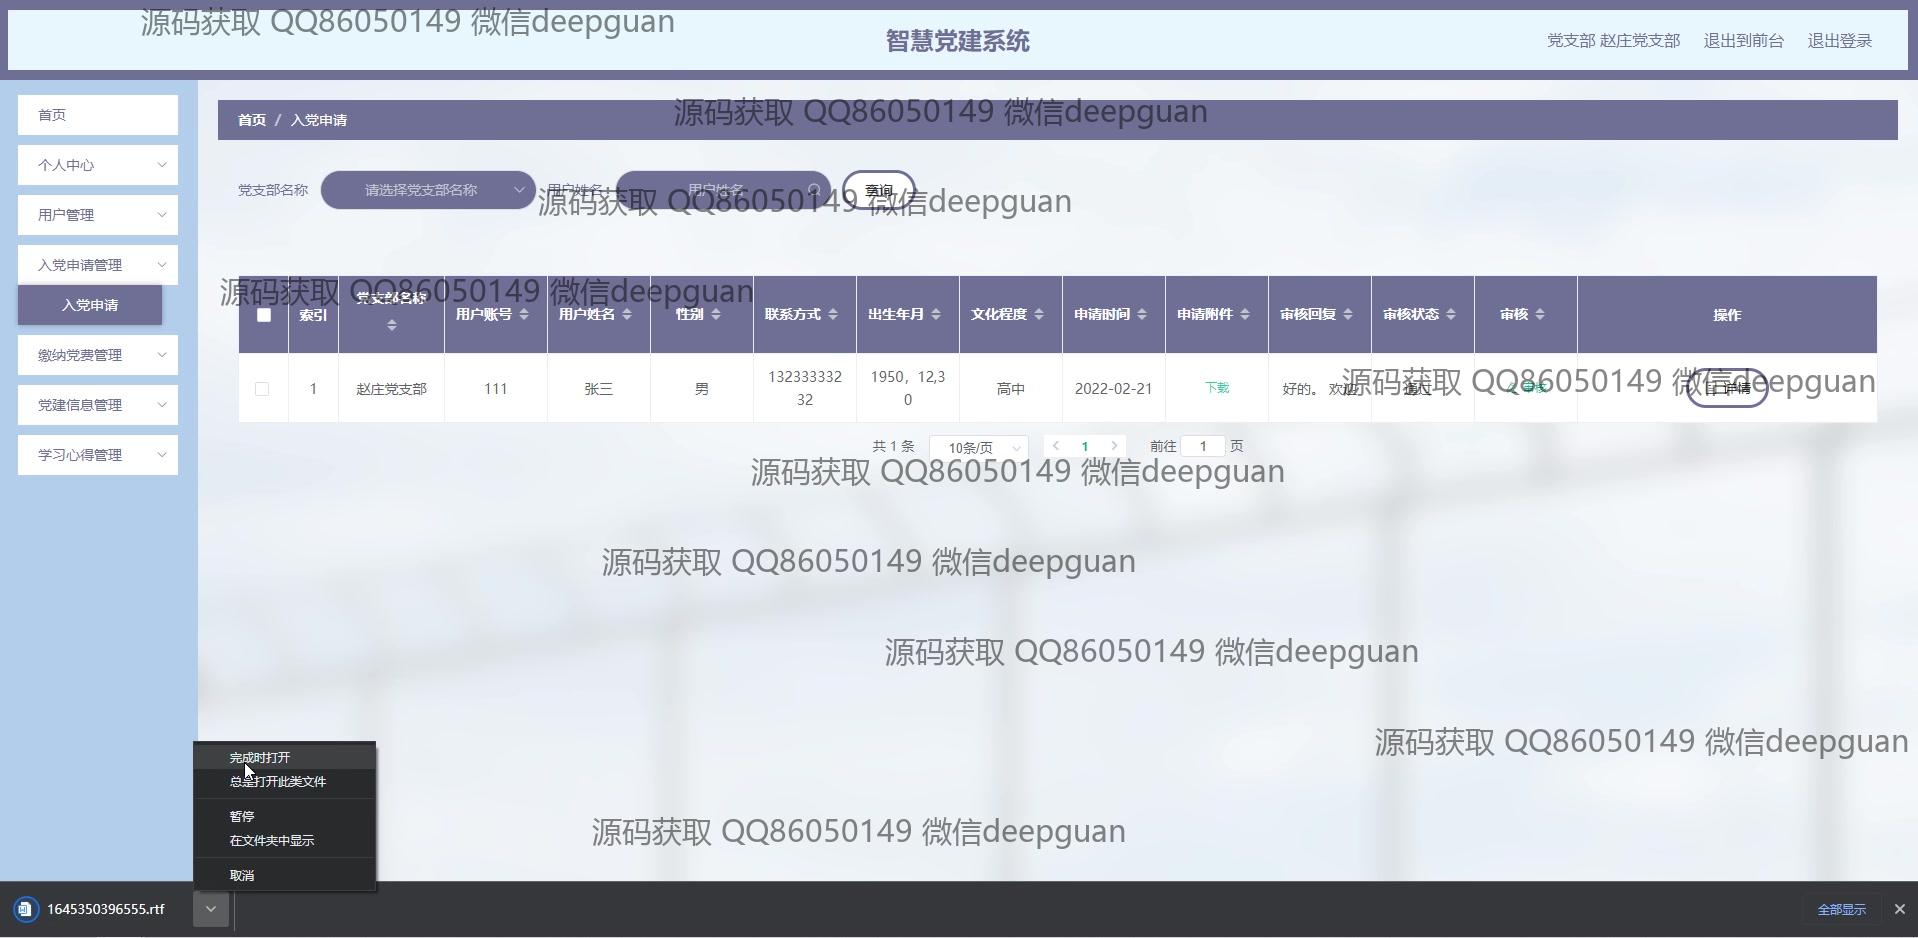 源码获取 QQ86050149 微信deepguan
智慧党建系统
党支部 赵庄党支部 退出到前台 退出登录
首页
个人中心
用户管理
入党申请管理
入党申请
缴纳党费管理
党建信息管理
学习心得管理
源码获取 QQ86050149 微信deepguan
首页 / 入党申请
党支部名称 请选择党支部名称 用户姓名 用户姓名 查询
源码获取 QQ86050149 微信deepguan
源码获取 QQ86050149 微信deepguan
索引 党支部名称 用户账号 用户姓名 性别 联系方式 出生年月 文化程度 申请时间 申请附件 审核回复 审核状态 审核 操作
1 赵庄党支部 111 张三 男 13233333232 1950，12,30 高中 2022-02-21 下载 好的。 欢迎 通过 审核 详情
源码获取 QQ86050149 微信deepguan
共 1 条 10条/页 1 前往 1 页
源码获取 QQ86050149 微信deepguan
源码获取 QQ86050149 微信deepguan
源码获取 QQ86050149 微信deepguan
源码获取 QQ86050149 微信deepguan
源码获取 QQ86050149 微信deepguan
完成时打开
总是打开此类文件
暂停
在文件夹中显示
取消
1645350396555.rtf
全部显示